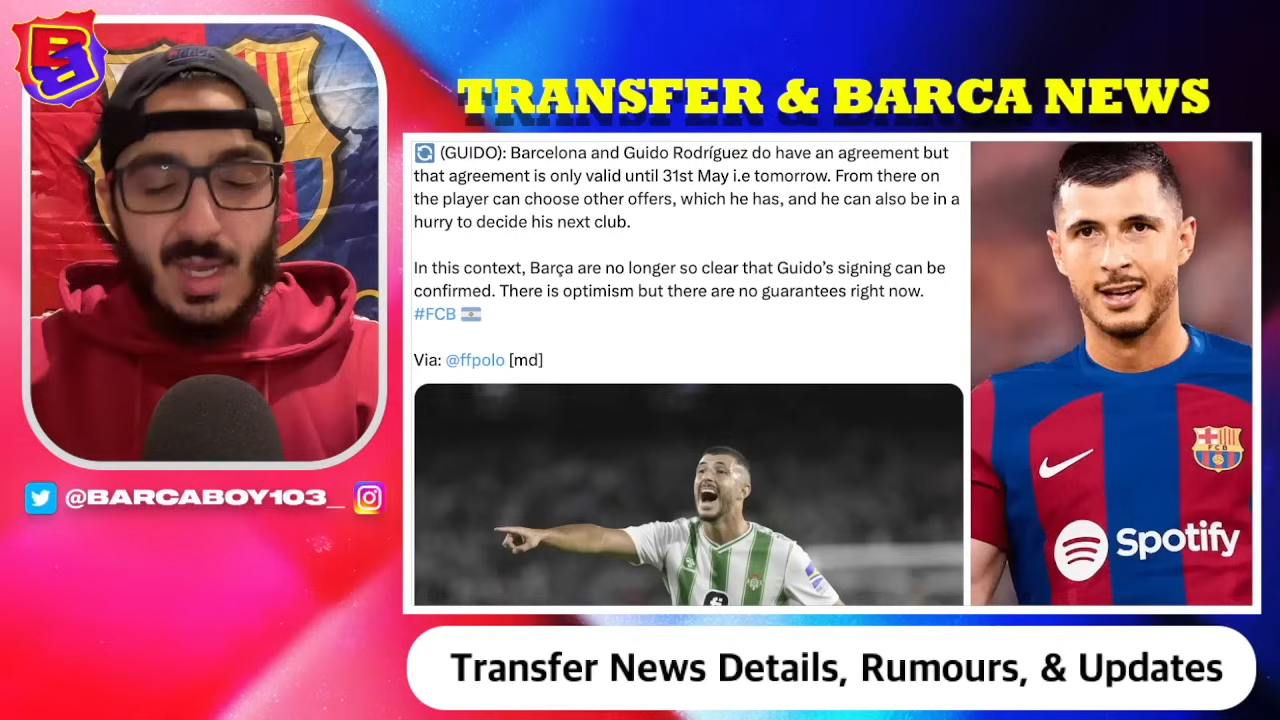 TRANSFER & BARCA NEWS
(GUIDO): Barcelona and Guido Rodríguez do have an agreement but
that agreement is only valid until 31st May i.e tomorrow. From there on
the player can choose other offers, which he has, and he can also be in a
hurry to decide his next club.
In this context, Barça are no longer so clear that Guido’s signing can be
confirmed. There is optimism but there are no guarantees right now.
#FCB
Via: @ffpolo [md]
FCB
Spotify
@BARCABOY103_
Transfer News Details, Rumours, & Updates